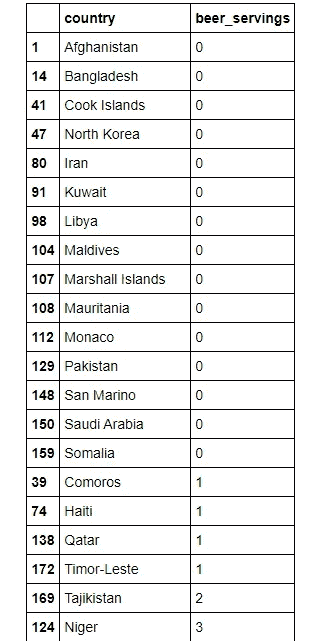 country beer_servings
1 Afghanistan 0
14 Bangladesh 0
41 Cook Islands 0
47 North Korea 0
80 Iran 0
91 Kuwait 0
98 Libya 0
104 Maldives 0
107 Marshall Islands 0
108 Mauritania 0
112 Monaco 0
129 Pakistan 0
148 San Marino 0
150 Saudi Arabia 0
159 Somalia 0
39 Comoros 1
74 Haiti 1
138 Qatar 1
172 Timor-Leste 1
169 Tajikistan 2
124 Niger 3